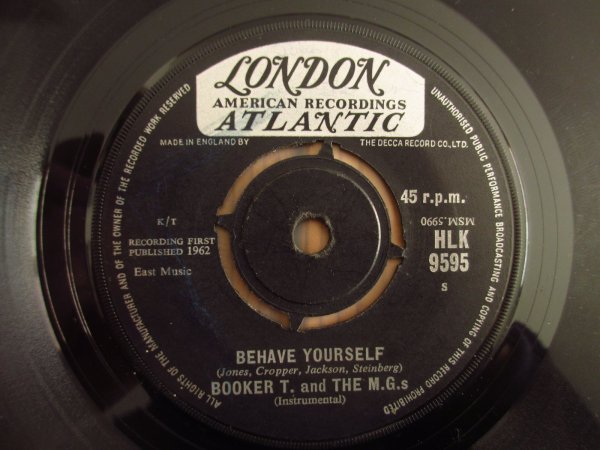 LONDON
AMERICAN RECORDINGS
ATLANTIC
MADE IN ENGLAND BY
THE DECCA RECORD CO., LTD.
ALL RIGHTS OF THE MANUFACTURER AND OF THE OWNER OF THE RECORDED WORK RESERVED
UNAUTHORISED PUBLIC PERFORMANCE BROADCASTING AND COPYING OF THIS RECORD PROHIBITED
45 r.p.m.
MSM.5990
K/T
RECORDING FIRST
PUBLISHED 1962
East Music
HLK
9595
S
BEHAVE YOURSELF
(Jones, Cropper, Jackson, Steinberg)
BOOKER T. and THE M.G.s
(Instrumental)